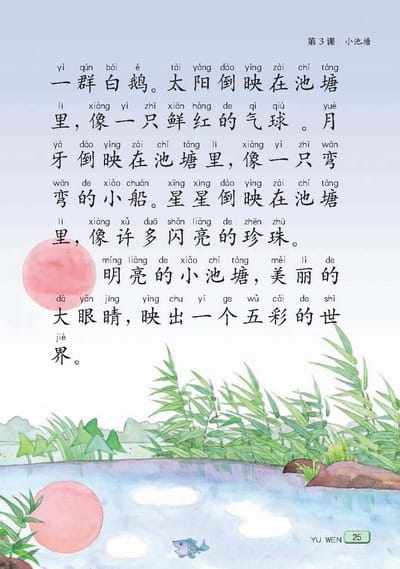 第3课 小池塘
yì qún bái é tài yáng dào yìng zài chí táng
一群白鹅。太阳倒映在池塘
lǐ xiàng yì zhī xiān hóng de qì qiú yuè
里，像一只鲜红的气球。月
yá dào yìng zài chí táng lǐ xiàng yì zhī wān
牙倒映在池塘里，像一只弯
wān de xiǎo chuán xīng xing dào yìng zài chí táng
弯的小船。星星倒映在池塘
lǐ xiàng xǔ duō shǎn liàng de zhēn zhū
里，像许多闪亮的珍珠。
míng liàng de xiǎo chí táng měi lì de
明亮的小池塘，美丽的
dà yǎn jing yìng chū yí ge wǔ cǎi de shì
大眼睛，映出一个五彩的世
jiè
界。
YU WEN 25